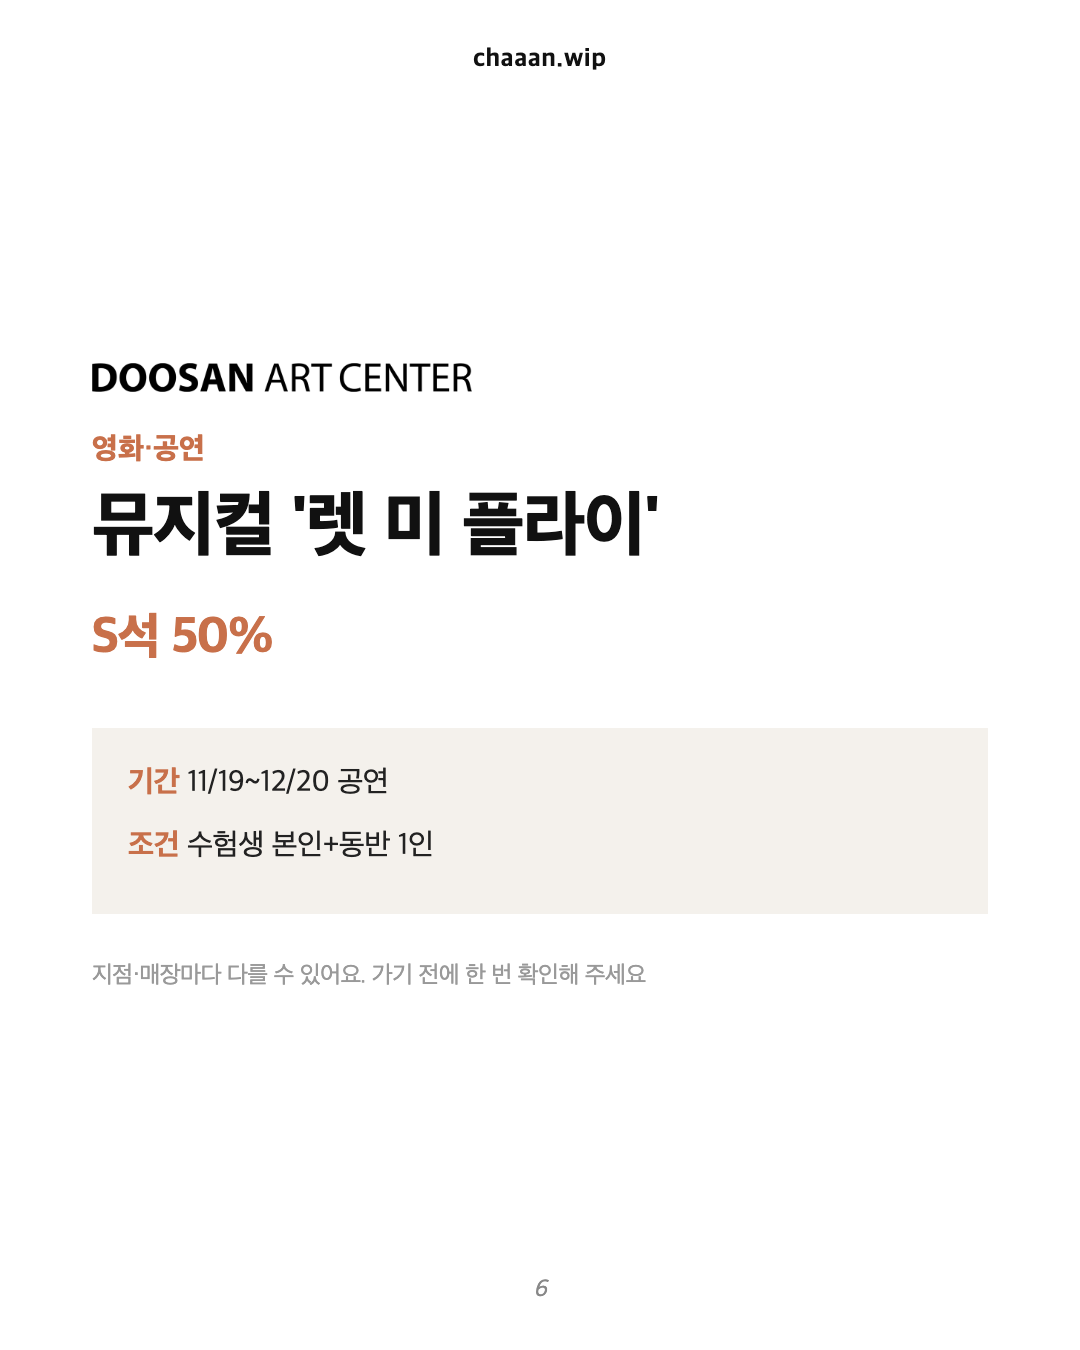 chaaan.wip
DOOSAN ART CENTER
영화·공연
뮤지컬 '렛 미 플라이'
S석 50%
기간 11/19~12/20 공연
조건 수험생 본인+동반 1인
지점·매장마다 다를 수 있어요. 가기 전에 한 번 확인해 주세요
6